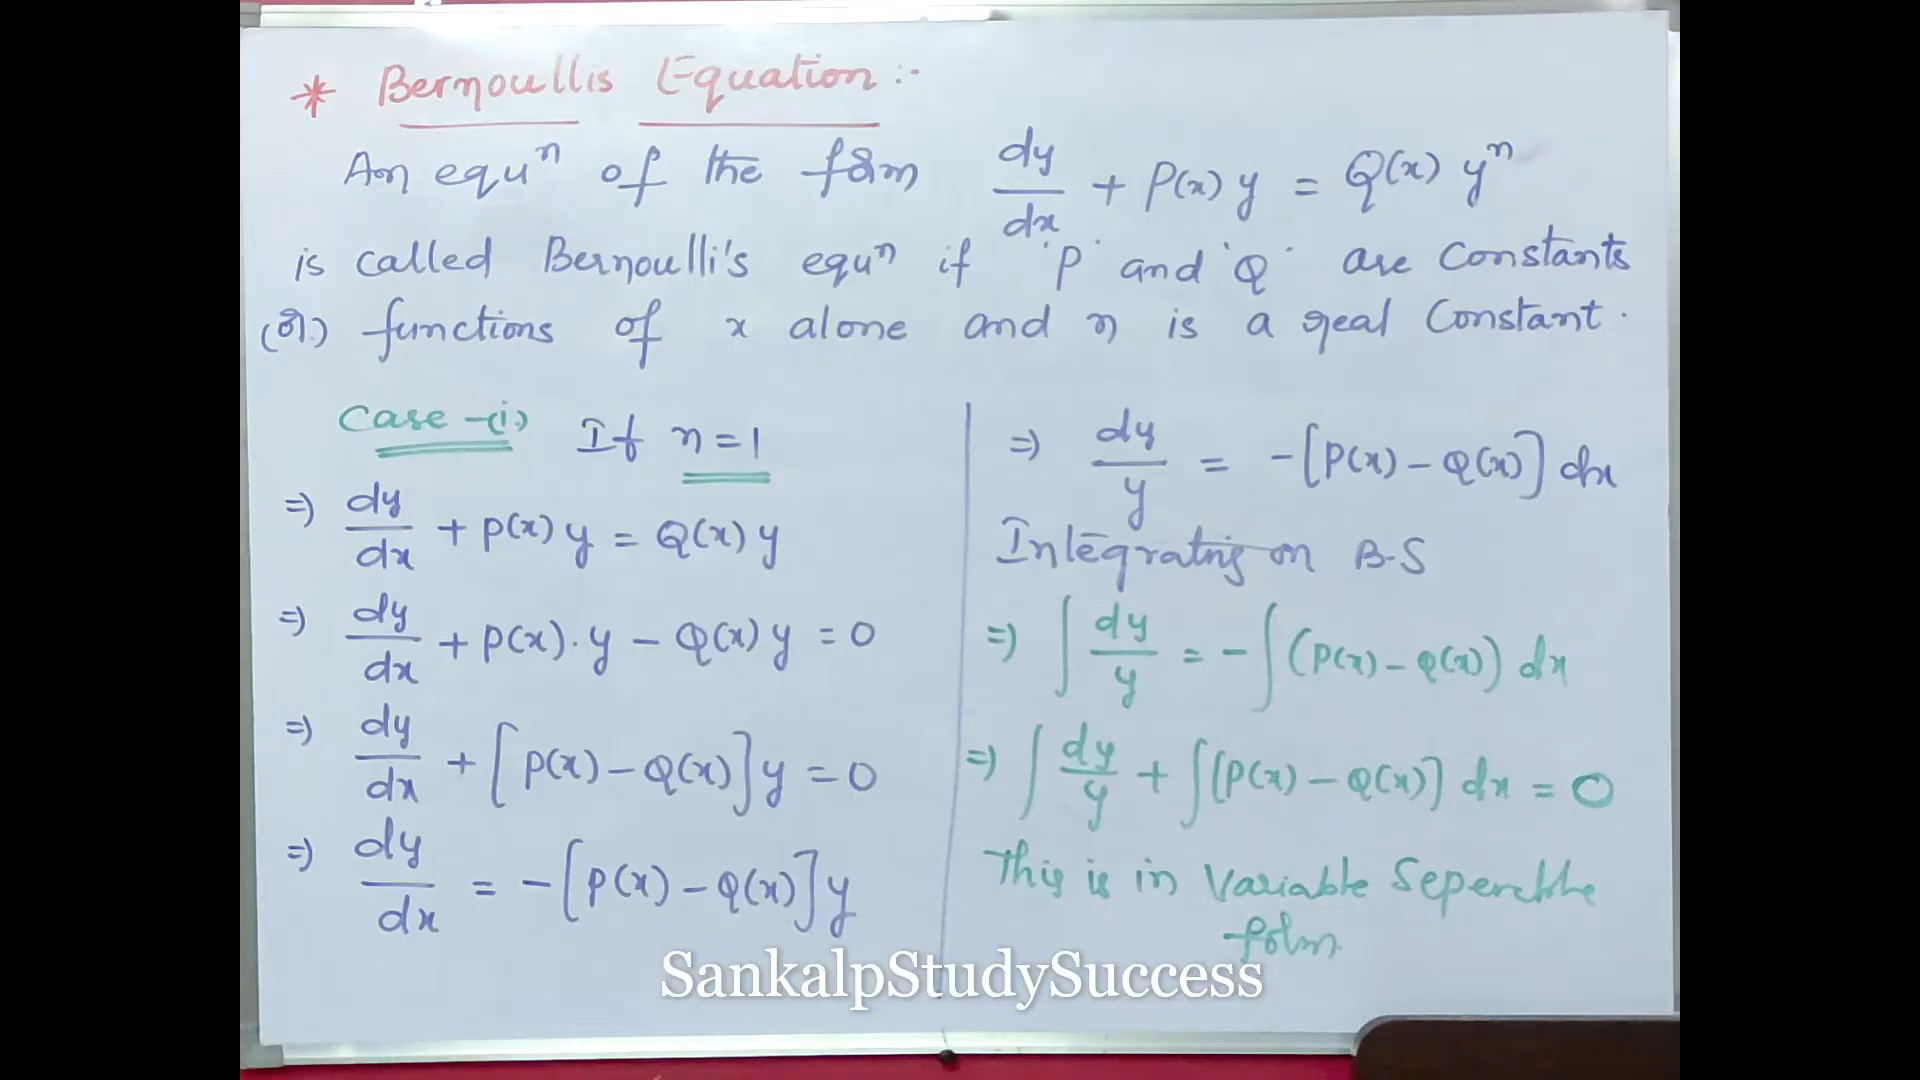 * Bernoullis Equation :-
An equⁿ of the form dy/dx + P(x) y = Q(x) yⁿ
is called Bernoulli's equⁿ if 'P' and 'Q' are constants
(or) functions of x alone and n is a real constant.
Case-(i) If n=1
=> dy/dx + P(x) y = Q(x) y
=> dy/dx + P(x).y - Q(x) y = 0
=> dy/dx + [P(x) - Q(x)] y = 0
=> dy/dx = -[P(x) - Q(x)] y
=> dy/y = -[P(x) - Q(x)] dx
Integrating on B.S
=> ∫ dy/y = - ∫ (P(x) - Q(x)) dx
=> ∫ dy/y + ∫ [P(x) - Q(x)] dx = 0
This is in Variable
form.
SankalpStudySuccess